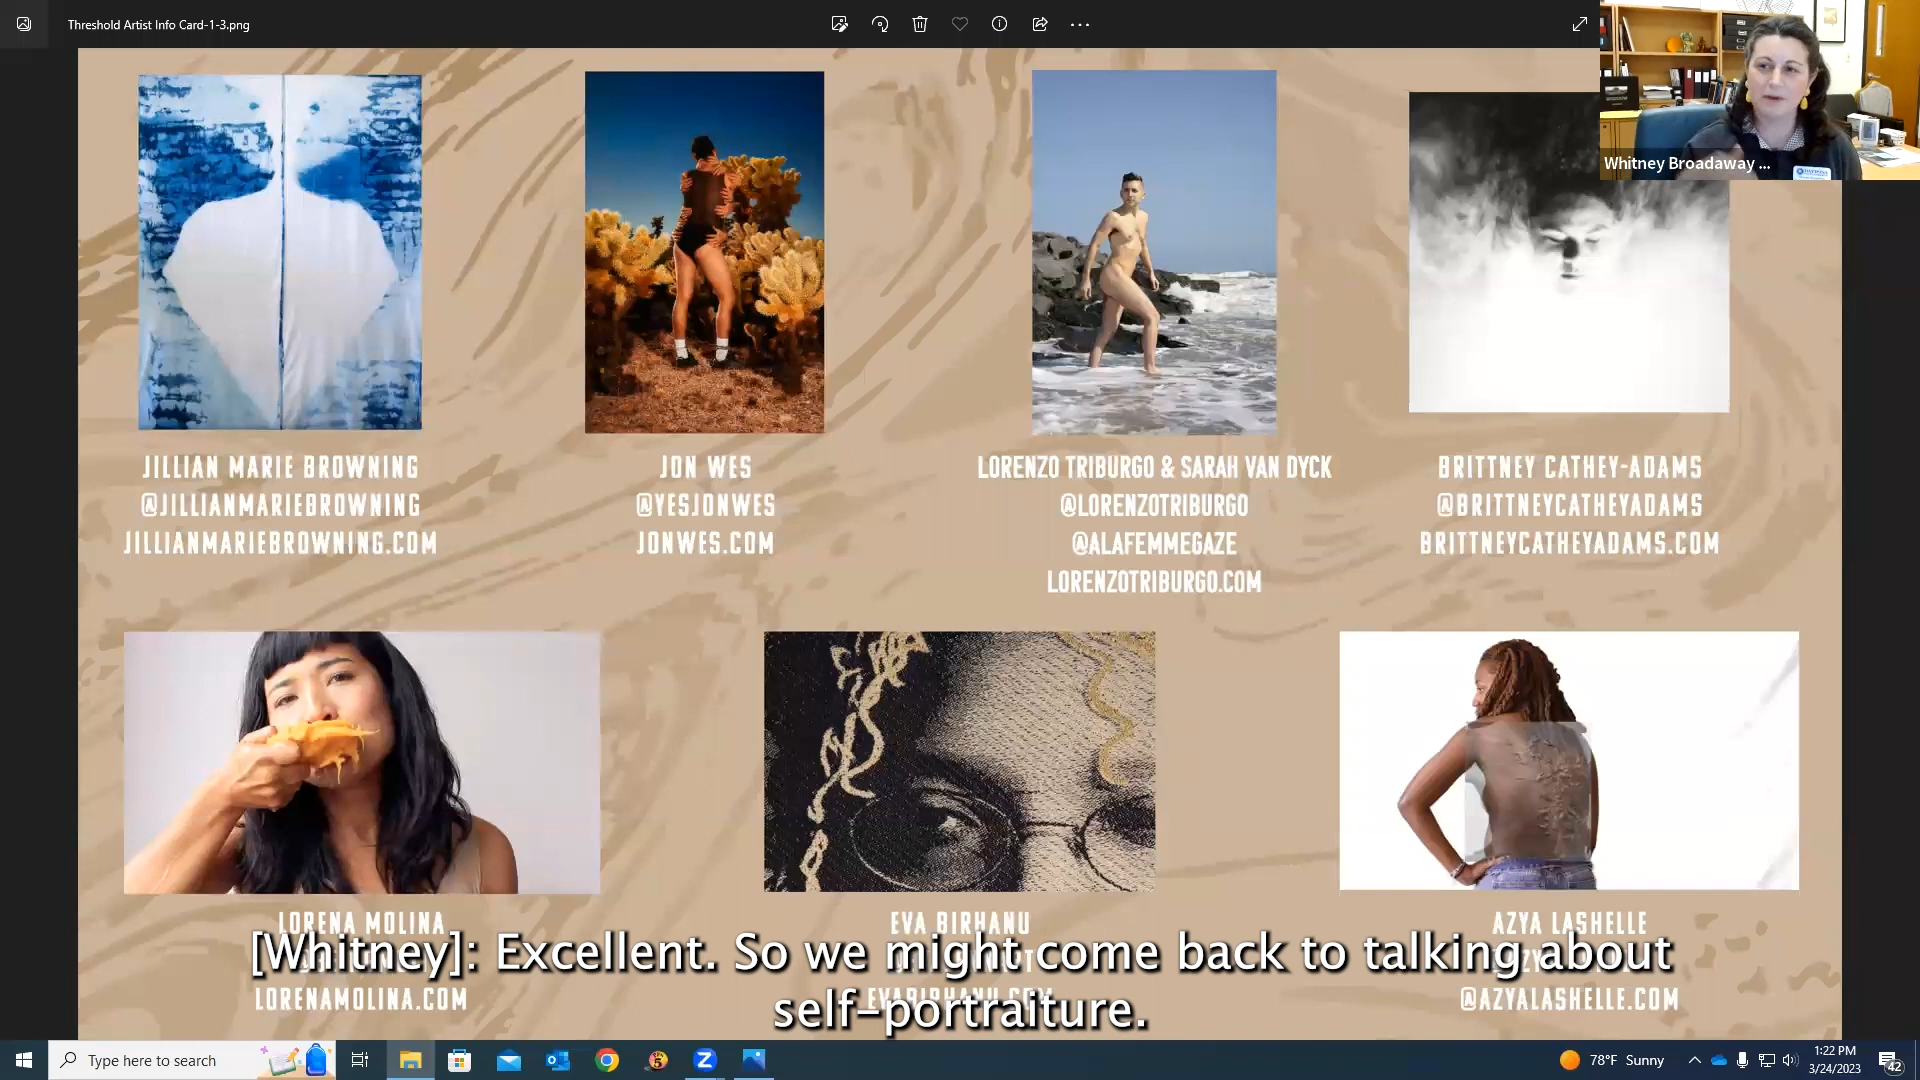 Threshold Artist Info Card-1-3.png
Whitney Broadaway ...
JILLIAN MARIE BROWNING
@JILLIANMARIEBROWNING
JILLIANMARIEBROWNING.COM
JON WES
@YESJONWES
JONWES.COM
LORENZO TRIBURGO & SARAH VAN DYCK
@LORENZOTRIBURGO
@ALAFEMMEGAZE
LORENZOTRIBURGO.COM
BRITTNEY CATHEY-ADAMS
@BRITTNEYCATHEYADAMS
BRITTNEYCATHEYADAMS.COM
LORENA MOLINA
LORENAMOLINA.COM
EVA BIRHANU
EVABIRHANU.COM
AZYA LASHELLE
@AZYALASHELLE.COM
[Whitney]: Excellent. So we might come back to talking about
self-portraiture.
Type here to search
78°F Sunny
1:22 PM
3/24/2023
42